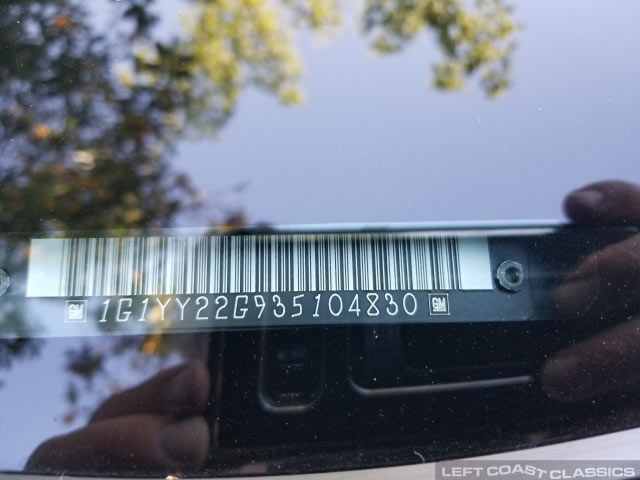 GM 1G1YY22G935104830 GM
LEFT COAST CLASSICS